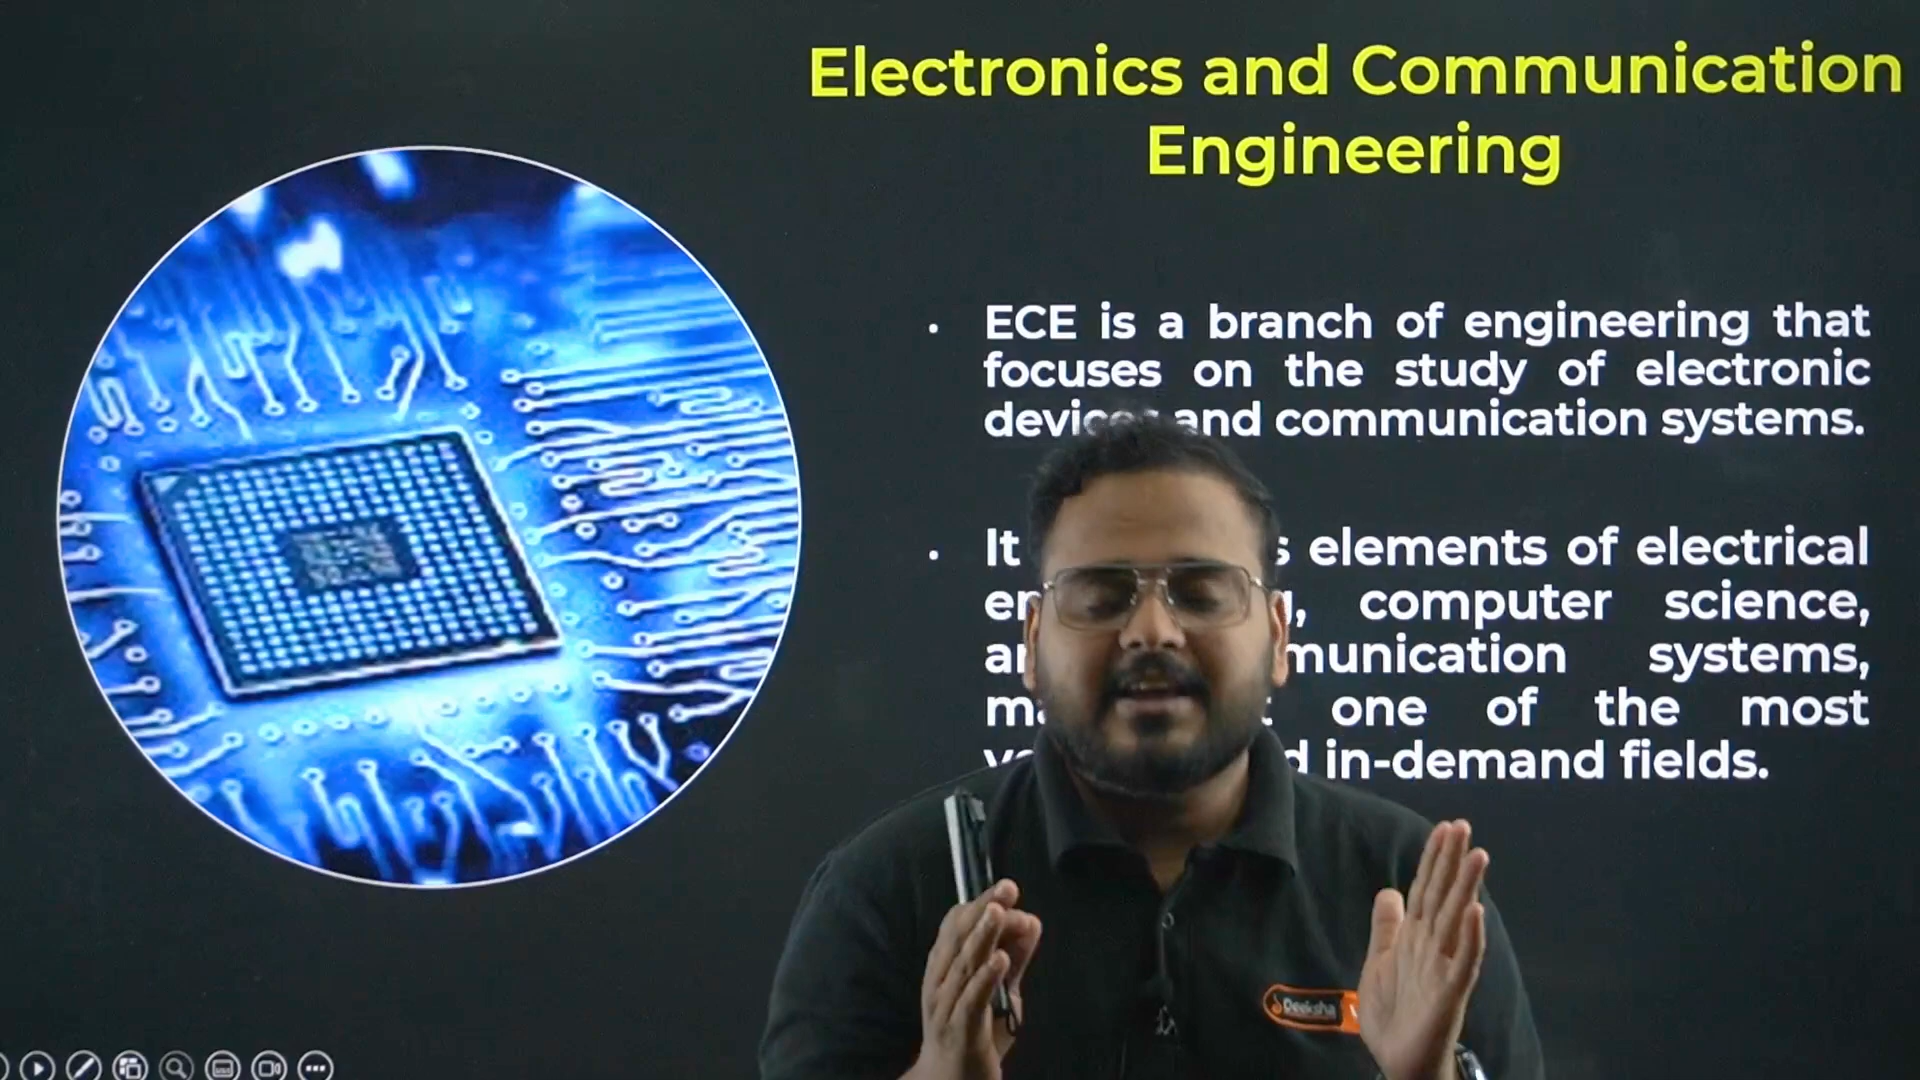 Electronics and Communication
Engineering
• ECE is a branch of engineering that
focuses on the study of electronic
and communication systems.
• It elements of electrical
computer science,
systems,
one of the most
in-demand fields.
Deeksha